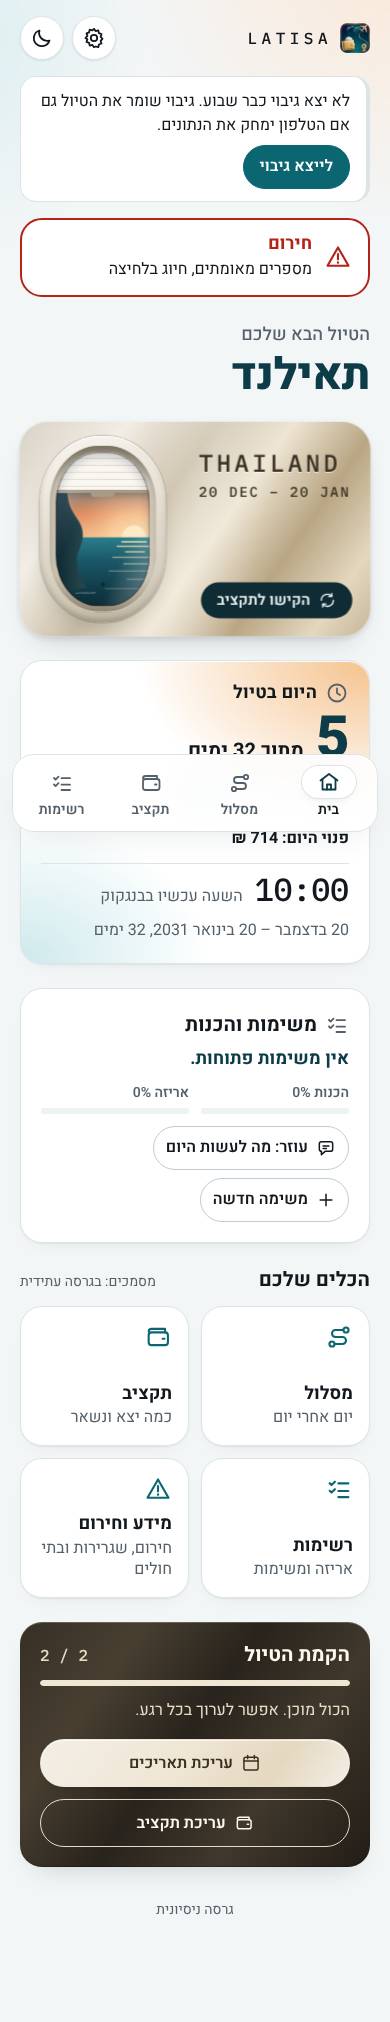 LATISA
לא יצא גיבוי כבר שבוע. גיבוי שומר את הטיול גם
אם הטלפון ימחק את הנתונים.
לייצא גיבוי
חירום
מספרים מאומתים, חיוג בלחיצה
הטיול הבא שלכם
תאילנד
THAILAND
20 DEC – 20 JAN
הקישו לתקציב
היום בטיול
5 מתוך 32 ימים
בית
מסלול
תקציב
רשימות
פנוי היום: 714 ₪
10:00 השעה עכשיו בבנגקוק
20 בדצמבר – 20 בינואר 2031, 32 ימים
משימות והכנות
אין משימות פתוחות.
הכנות 0%
אריזה 0%
עוזר: מה לעשות היום
משימה חדשה
הכלים שלכם
מסמכים: בגרסה עתידית
מסלול
יום אחרי יום
תקציב
כמה יצא ונשאר
רשימות
אריזה ומשימות
מידע וחירום
חירום, שגרירות ובתי
חולים
הקמת הטיול
2 / 2
הכול מוכן. אפשר לערוך בכל רגע.
עריכת תאריכים
עריכת תקציב
גרסה ניסיונית